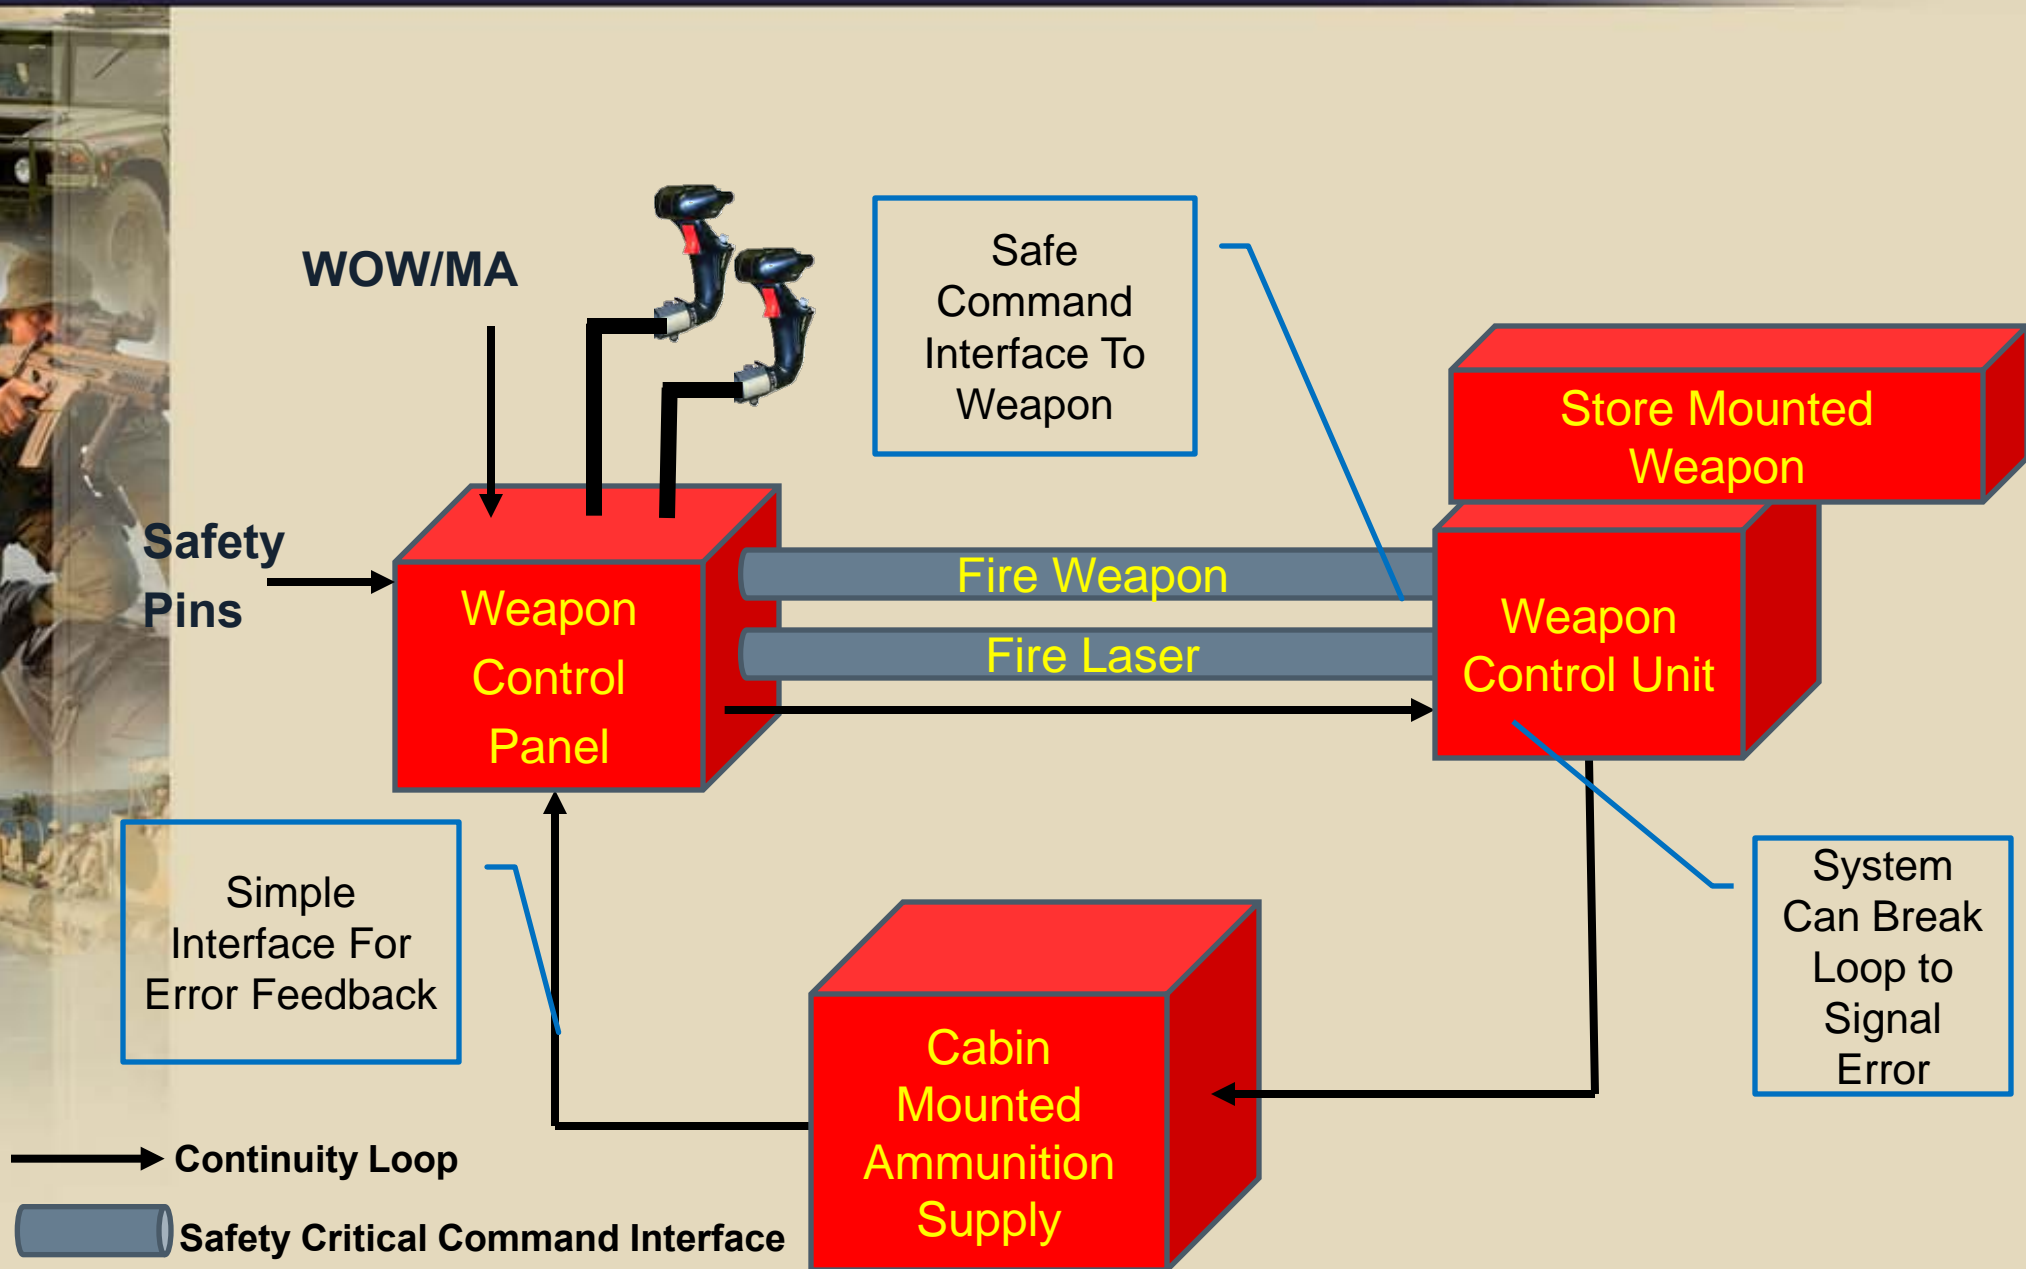 WOW/MA
Safe
Command
Interface To
Weapon
Store Mounted
Weapon
Safety
Pins
Weapon
Control
Panel
Fire Weapon
Fire Laser
Weapon
Control Unit
Simple
Interface For
Error Feedback
System
Can Break
Loop to
Signal
Error
Cabin
Mounted
Ammunition
Supply
Continuity Loop
Safety Critical Command Interface